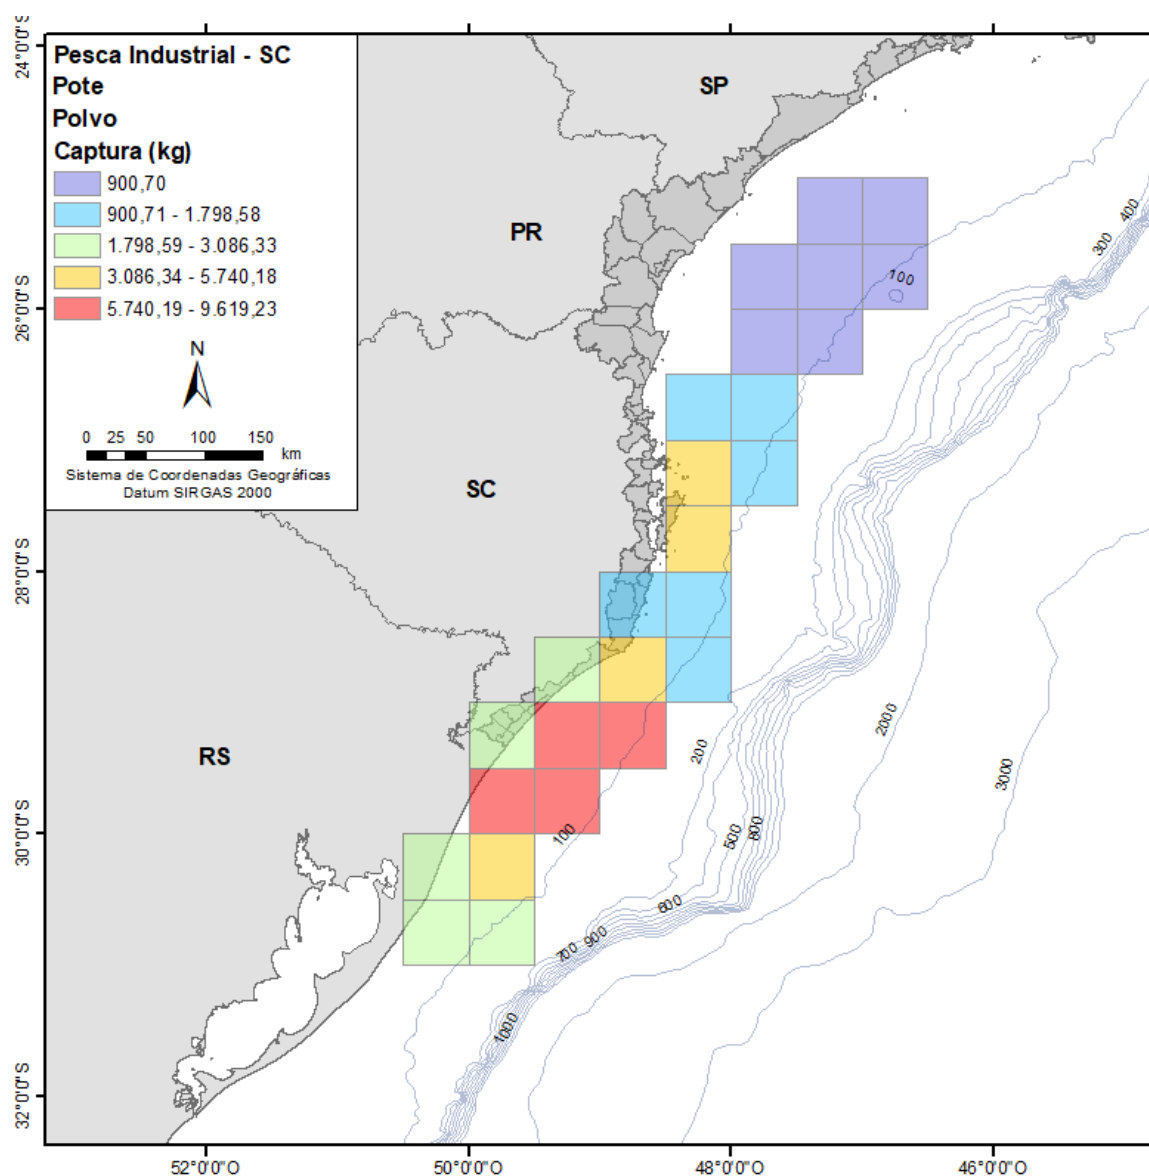 Pesca Industrial - SC
Pote
Polvo
Captura (kg)
900,70
900,71 - 1.798,58
1.798,59 - 3.086,33
3.086,34 - 5.740,18
5.740,19 - 9.619,23
N
0 25 50 100 150
km
Sistema de Coordenadas Geográficas
Datum SIRGAS 2000
24°0'0"S
26°0'0"S
28°0'0"S
30°0'0"S
32°0'0"S
SP
PR
SC
RS
400
300
100
2000
200
3000
500
800
100
600
900
700
1000
52°0'0"O
50°0'0"O
48°0'0"O
46°0'0"O